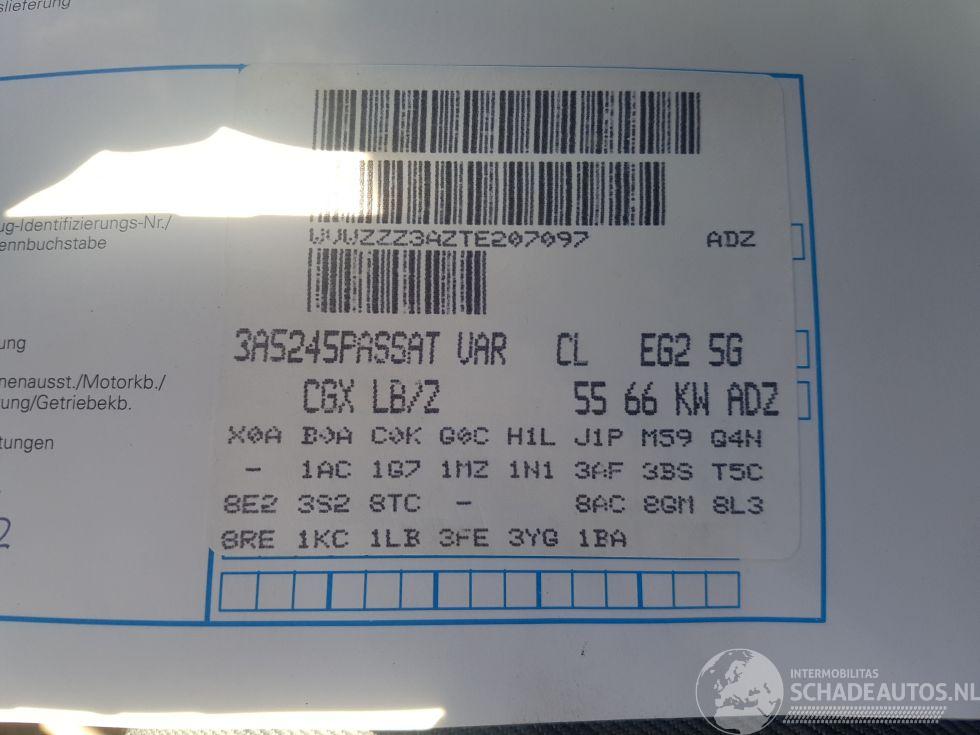 slieferung
ug-Identifizierungs-Nr./
ennbuchstabe
WVWZZZ3AZTE207097 ADZ
ung
3A5245PASSAT VAR CL EG2 5G
nenausst./Motorkb./
ung/Getriebekb.
CGX LB/Z 55 66 KW ADZ
tungen
X0A B0A C0K G0C H1L J1P M59 Q4N
- 1AC 1G7 1MZ 1N1 3AF 3BS T5C
8E2 3S2 8TC - 8AC 8GM 8L3
2
8RE 1KC 1LB 3FE 3YG 1BA
INTERMOBILITAS
SCHADEAUTOS.NL